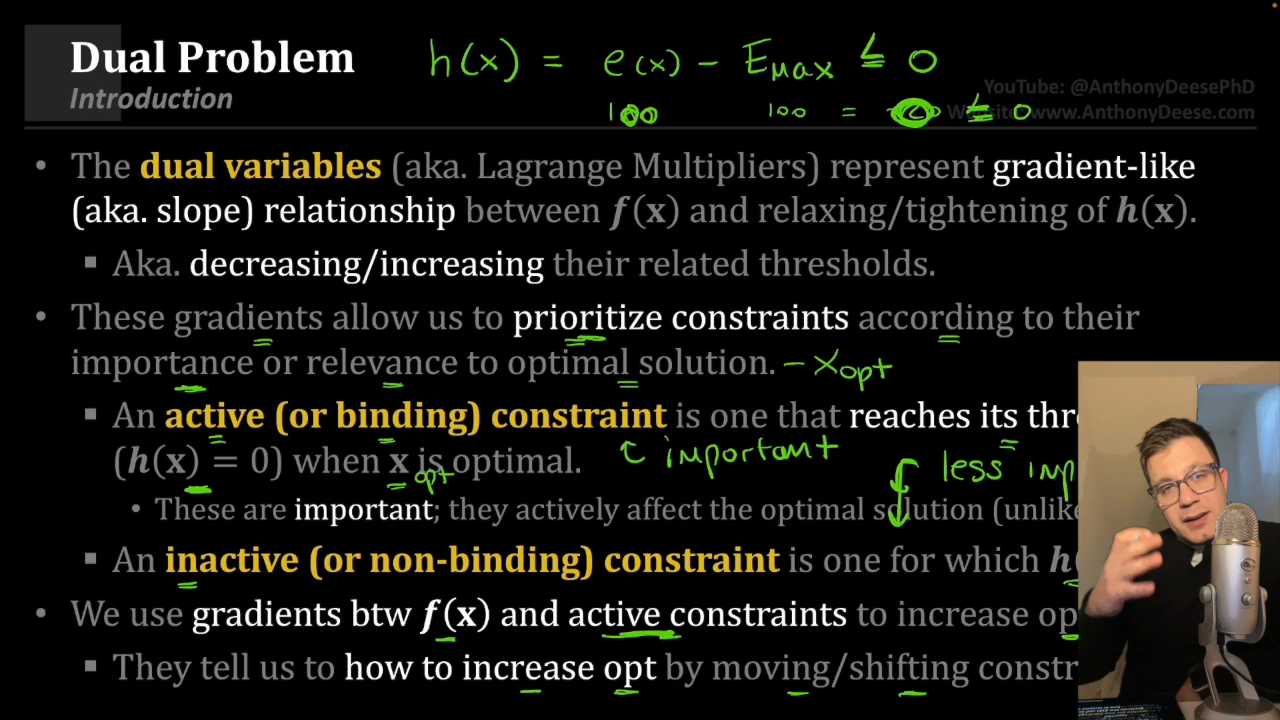 Dual Problem h(x) = e(x) - EMAX ≤ 0
Introduction YouTube: @AnthonyDeesePhD
100 100 = ≤ 0 www.AnthonyDeese.com
• The dual variables (aka. Lagrange Multipliers) represent gradient-like
(aka. slope) relationship between f(x) and relaxing/tightening of h(x).
▪ Aka. decreasing/increasing their related thresholds.
• These gradients allow us to prioritize constraints according to their
importance or relevance to optimal solution. - xopt
▪ An active (or binding) constraint is one that reaches its
(h(x) = 0) when x is optimal. important
opt less
• These are important; they actively affect the optimal solution
▪ An inactive (or non-binding) constraint is one for which h
• We use gradients btw f(x) and active constraints to increase
▪ They tell us to how to increase opt by moving/shifting